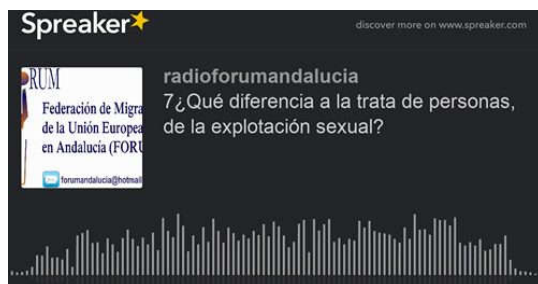 Spreaker
discover more on www.spreaker.com
RUM
Federación de Migra
de la Unión Europea
en Andalucía (FORU
forumandalucia@hotmail
radioforumandalucia
7¿Qué diferencia a la trata de personas,
de la explotación sexual?